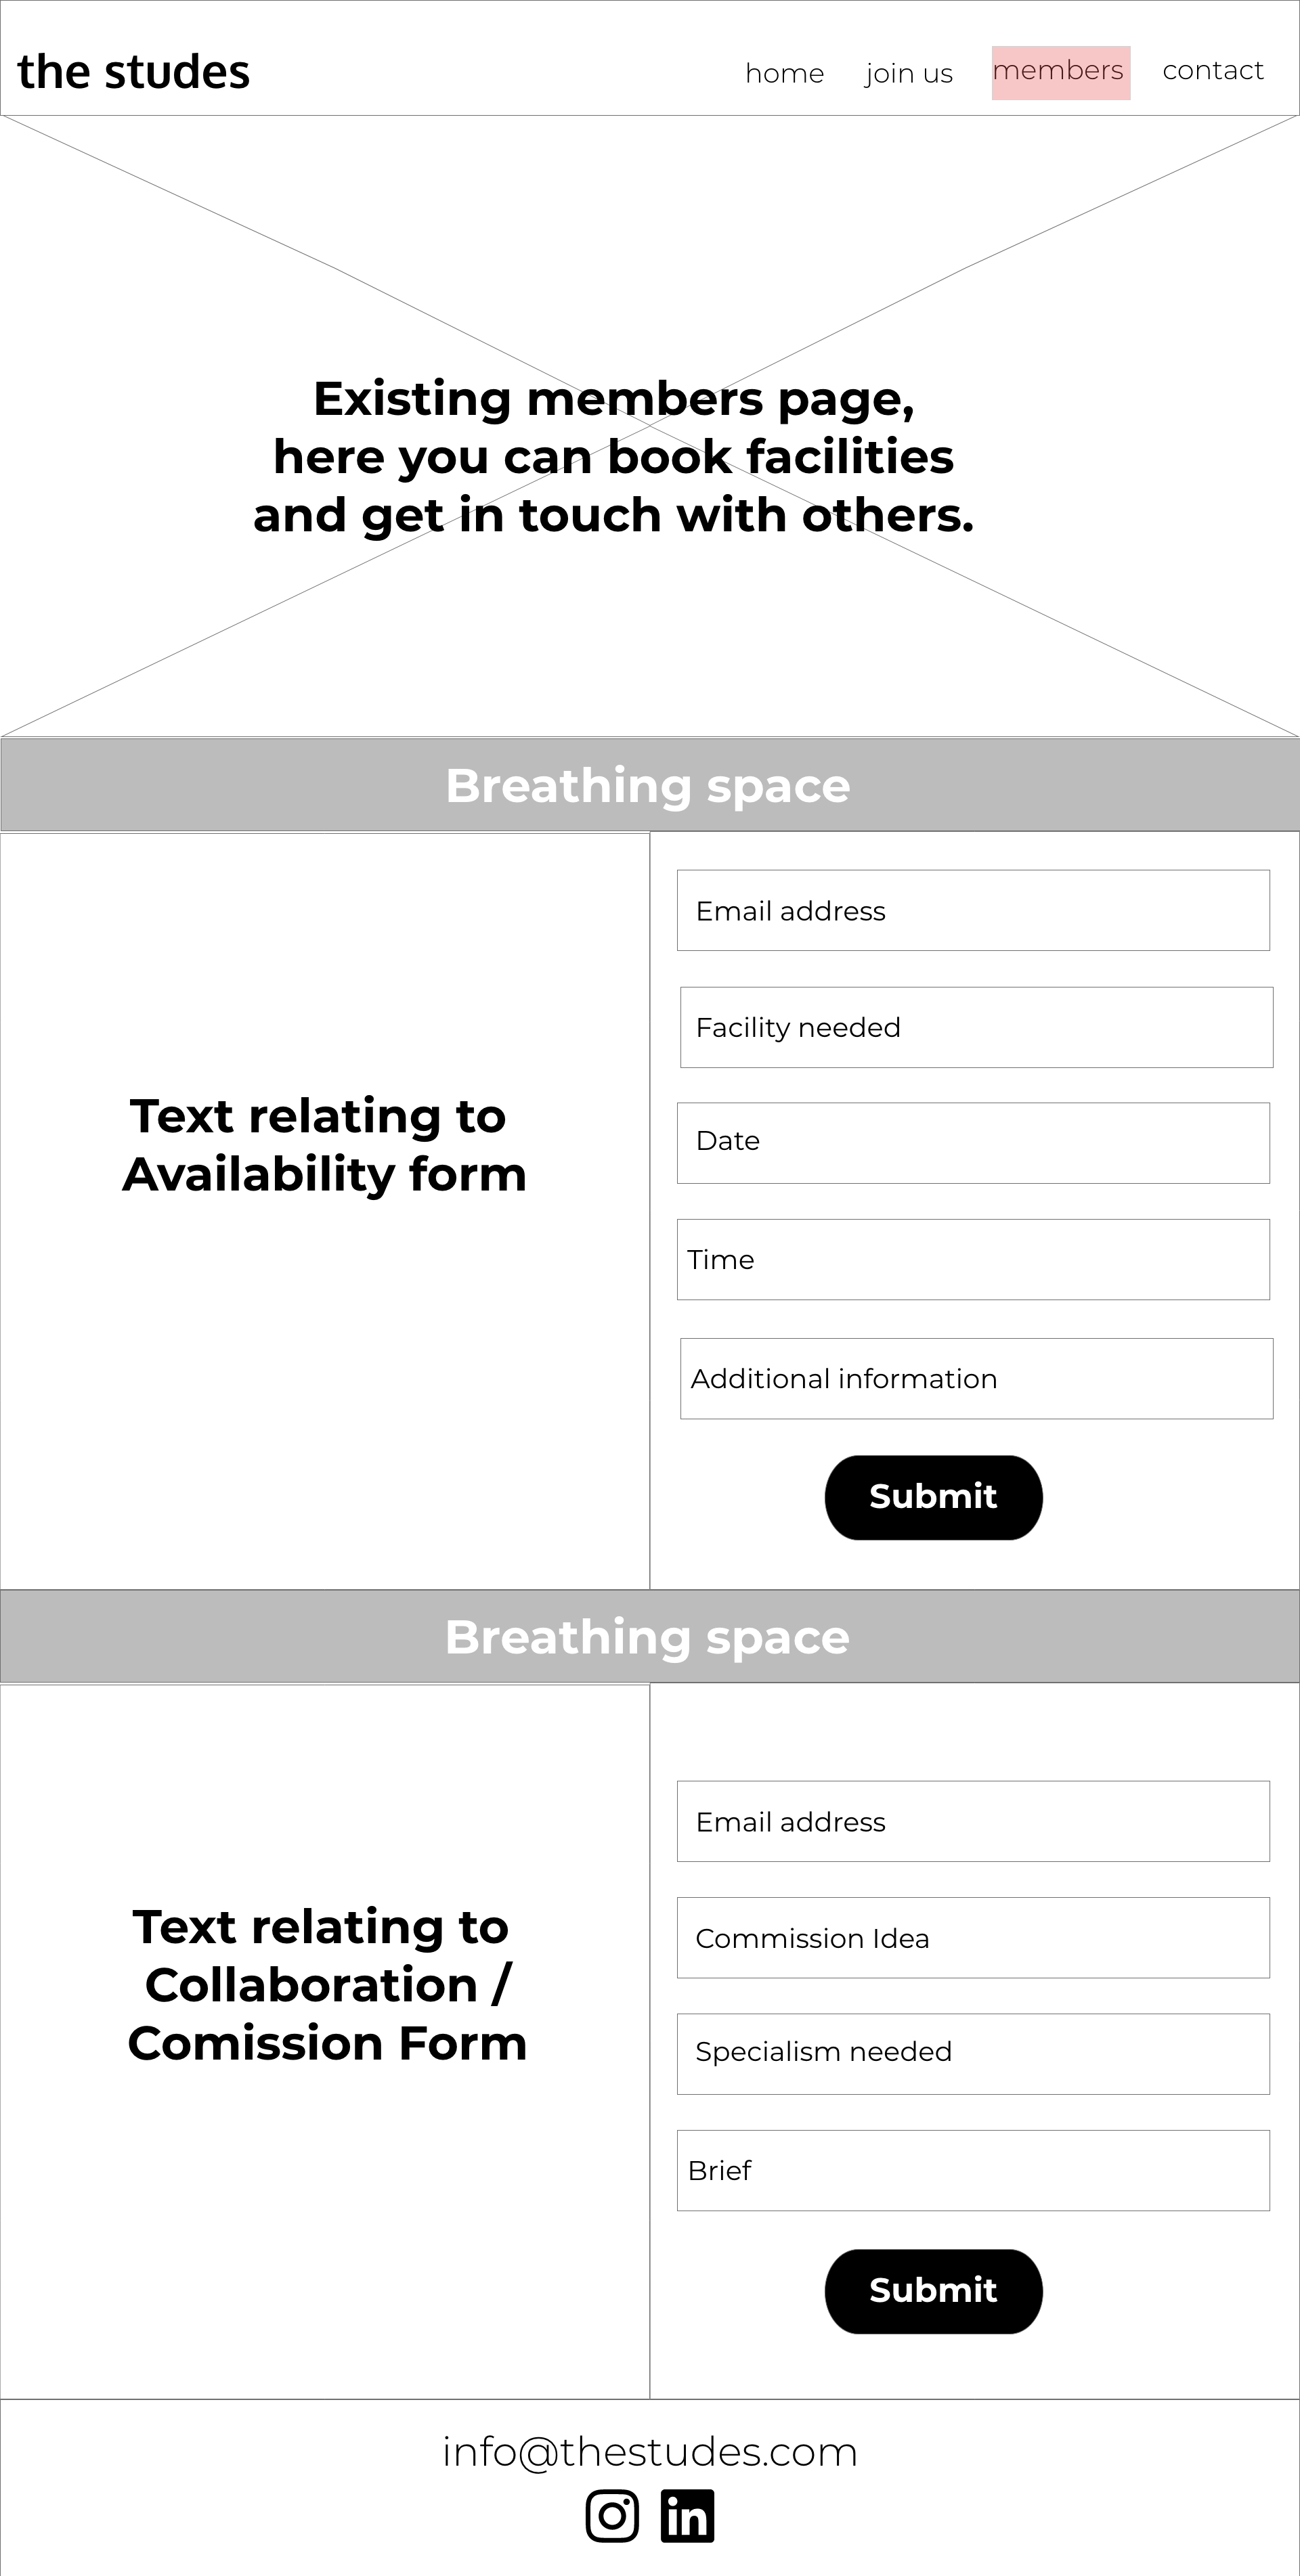 the studes
home join us members contact
Existing members page,
here you can book facilities
and get in touch with others.
Breathing space
Text relating to
Availability form
Email address
Facility needed
Date
Time
Additional information
Submit
Breathing space
Text relating to
Collaboration /
Comission Form
Email address
Commission Idea
Specialism needed
Brief
Submit
info@thestudes.com
in